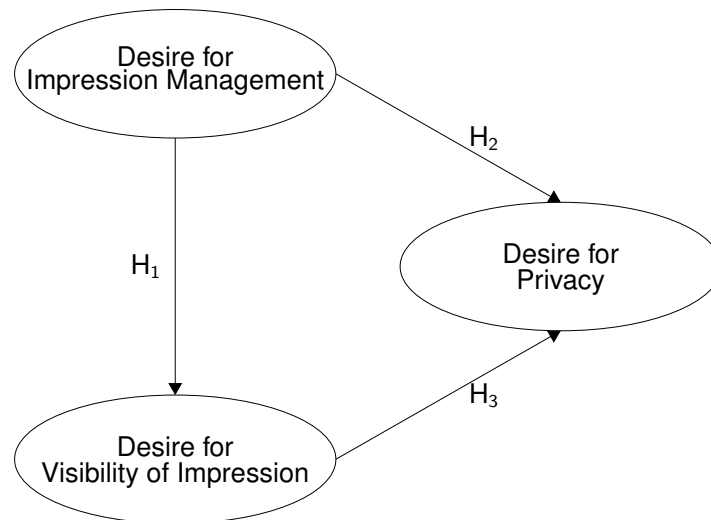 Desire for
Impression Management
H₂
Desire for
Privacy
H₁
H₃
Desire for
Visibility of Impression